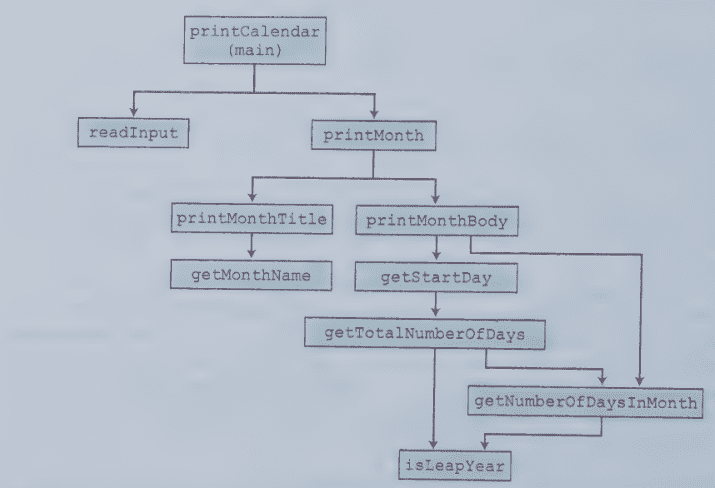 printCalendar
(main)
readInput
printMonth
printMonthTitle
printMonthBody
getMonthName
getStartDay
getTotalNumberOfDays
getNumberOfDaysInMonth
isLeapYear